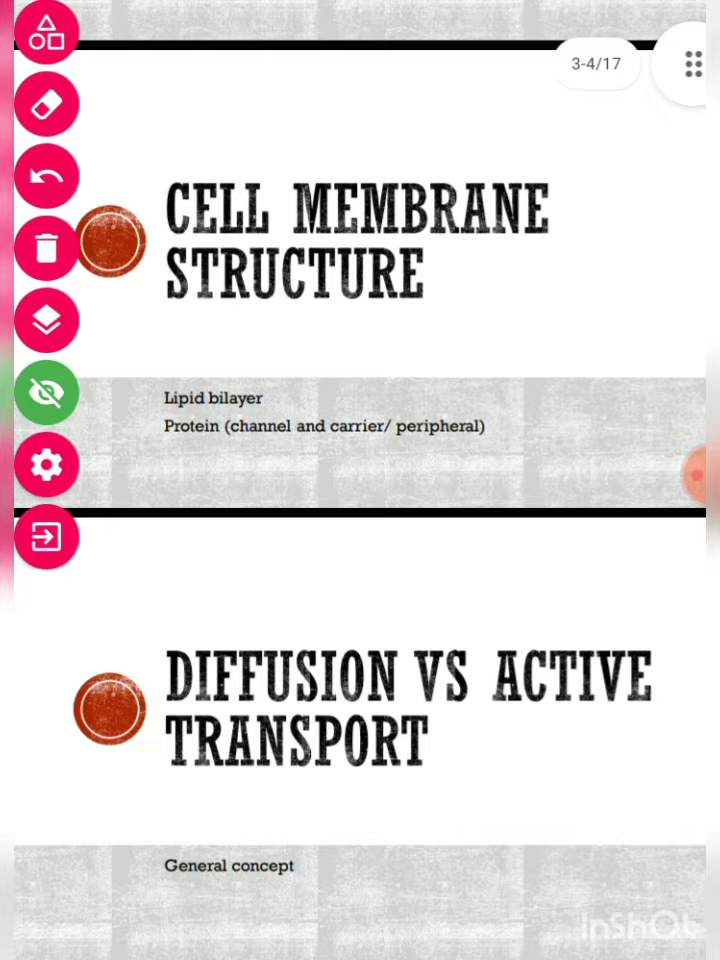 3-4/17
CELL MEMBRANE
STRUCTURE
Lipid bilayer
Protein (channel and carrier/ peripheral)
DIFFUSION VS ACTIVE
TRANSPORT
General concept
InShOt